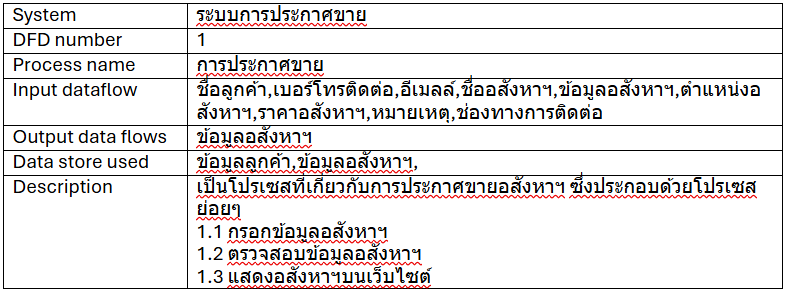 System ระบบการประกาศขาย
DFD number 1
Process name การประกาศขาย
Input dataflow ชื่อลูกค้า,เบอร์โทรติดต่อ,อีเมลล์,ชื่ออสังหาฯ,ข้อมูลอสังหาฯ,ตำแหน่งอ
สังหาฯ,ราคาอสังหาฯ,หมายเหตุ,ช่องทางการติดต่อ
Output data flows ข้อมูลอสังหาฯ
Data store used ข้อมูลลูกค้า,ข้อมูลอสังหาฯ,
Description เป็นโปรเซสที่เกี่ยวกับการประกาศขายอสังหาฯ ซึ่งประกอบด้วยโปรเซส
ย่อยๆ
1.1 กรอกข้อมูลอสังหาฯ
1.2 ตรวจสอบข้อมูลอสังหาฯ
1.3 แสดงอสังหาฯบนเว็บไซต์